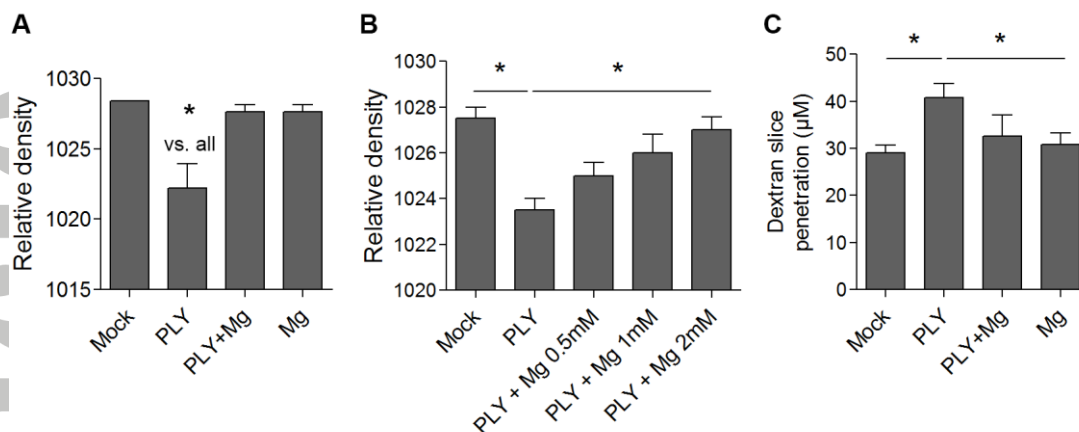 A
Relative density
1030
1025
1020
1015
*
vs. all
Mock
PLY
PLY+Mg
Mg
B
Relative density
1030
1028
1026
1024
1022
1020
*
*
Mock
PLY
PLY + Mg 0.5mM
PLY + Mg 1mM
PLY + Mg 2mM
C
Dextran slice
penetration (µM)
50
40
30
20
10
0
*
*
Mock
PLY
PLY+Mg
Mg